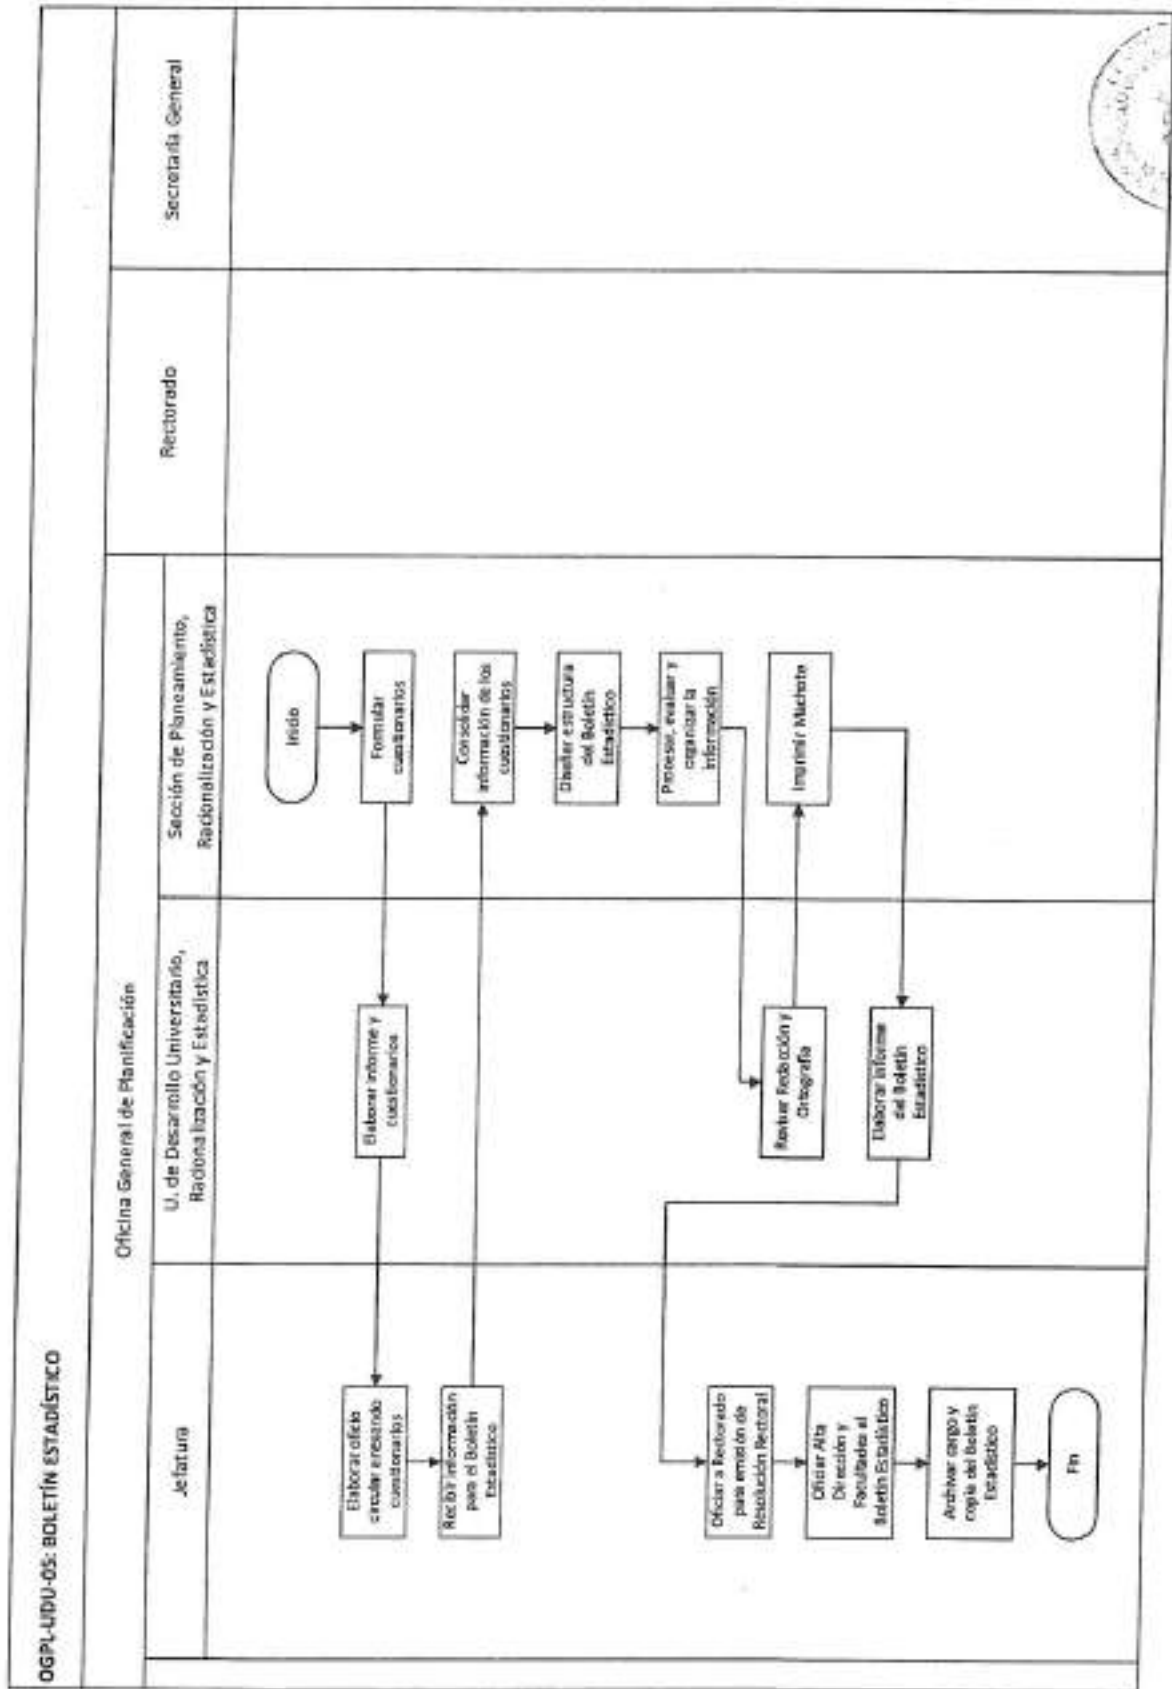 OGPL-UDU-05: BOLETÍN ESTADÍSTICO
Oficina General de Planificación
Jefatura
U. de Desarrollo Universitario,
Racionalización y Estadística
Sección de Planeamiento,
Racionalización y Estadística
Rectorado
Secretaría General
Inicio
Formular
cuestionarios
Elaborar informe y
cuestionarios
Elaborar oficio
circular anexando
cuestionarios
Recibir información
para el Boletín
Estadístico
Consolidar
información de los
cuestionarios
Diseñar estructura
del Boletín
Estadístico
Procesar, evaluar y
organizar la
información
Revisar Redacción y
Ortografía
Imprimir Machote
Elaborar informe
del Boletín
Estadístico
Oficiar a Rectorado
para emisión de
Resolución Rectoral
Oficiar Alta
Dirección y
Facultades el
Boletín Estadístico
Archivar cargo y
copia del Boletín
Estadístico
Fin